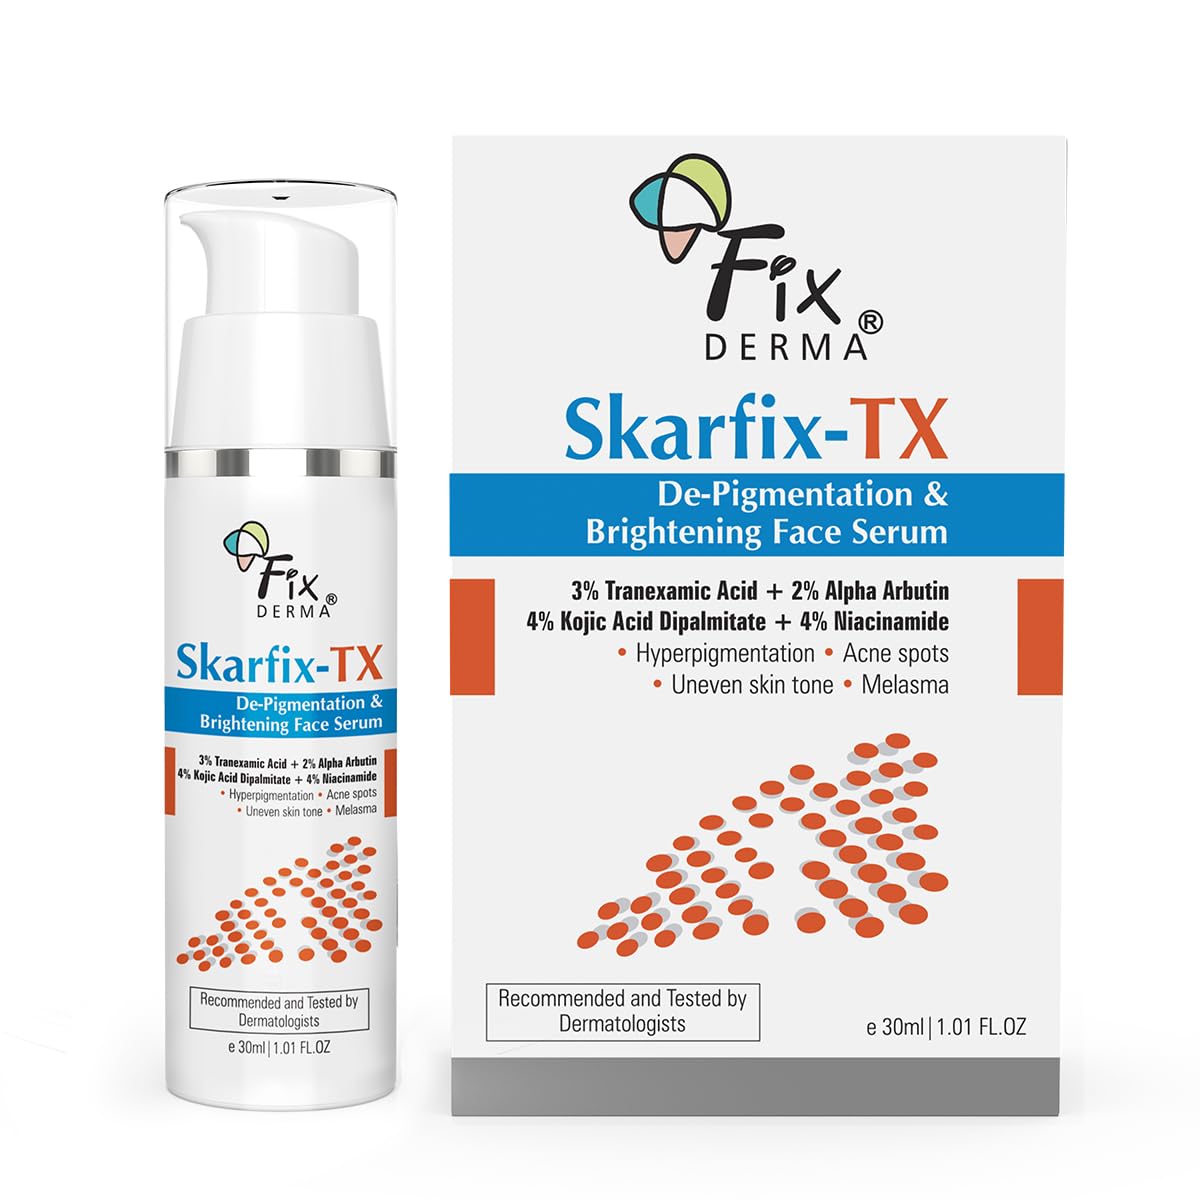 Fix
DERMA®
Skarfix-TX
De-Pigmentation &
Brightening Face Serum
3% Tranexamic Acid + 2% Alpha Arbutin
4% Kojic Acid Dipalmitate + 4% Niacinamide
• Hyperpigmentation • Acne spots
• Uneven skin tone • Melasma
Recommended and Tested by
Dermatologists
e 30ml | 1.01 FL.OZ
Fix
DERMA®
Skarfix-TX
De-Pigmentation &
Brightening Face Serum
3% Tranexamic Acid + 2% Alpha Arbutin
4% Kojic Acid Dipalmitate + 4% Niacinamide
• Hyperpigmentation • Acne spots
• Uneven skin tone • Melasma
Recommended and Tested by
Dermatologists
e 30ml | 1.01 FL.OZ